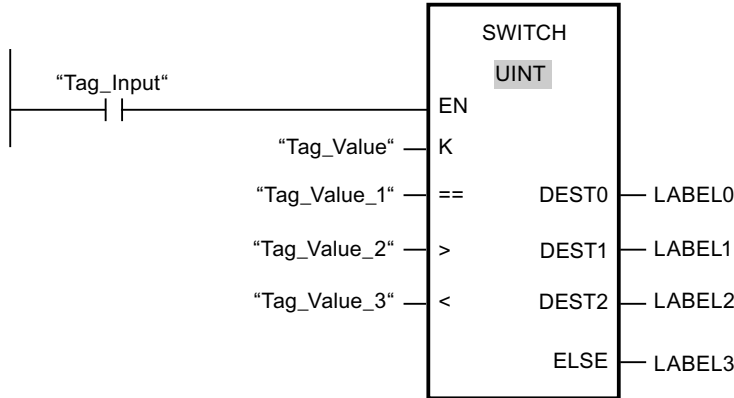 SWITCH
UINT
“Tag_Input“
EN
“Tag_Value“ K
“Tag_Value_1“ == DEST0 LABEL0
“Tag_Value_2“ > DEST1 LABEL1
“Tag_Value_3“ < DEST2 LABEL2
ELSE LABEL3